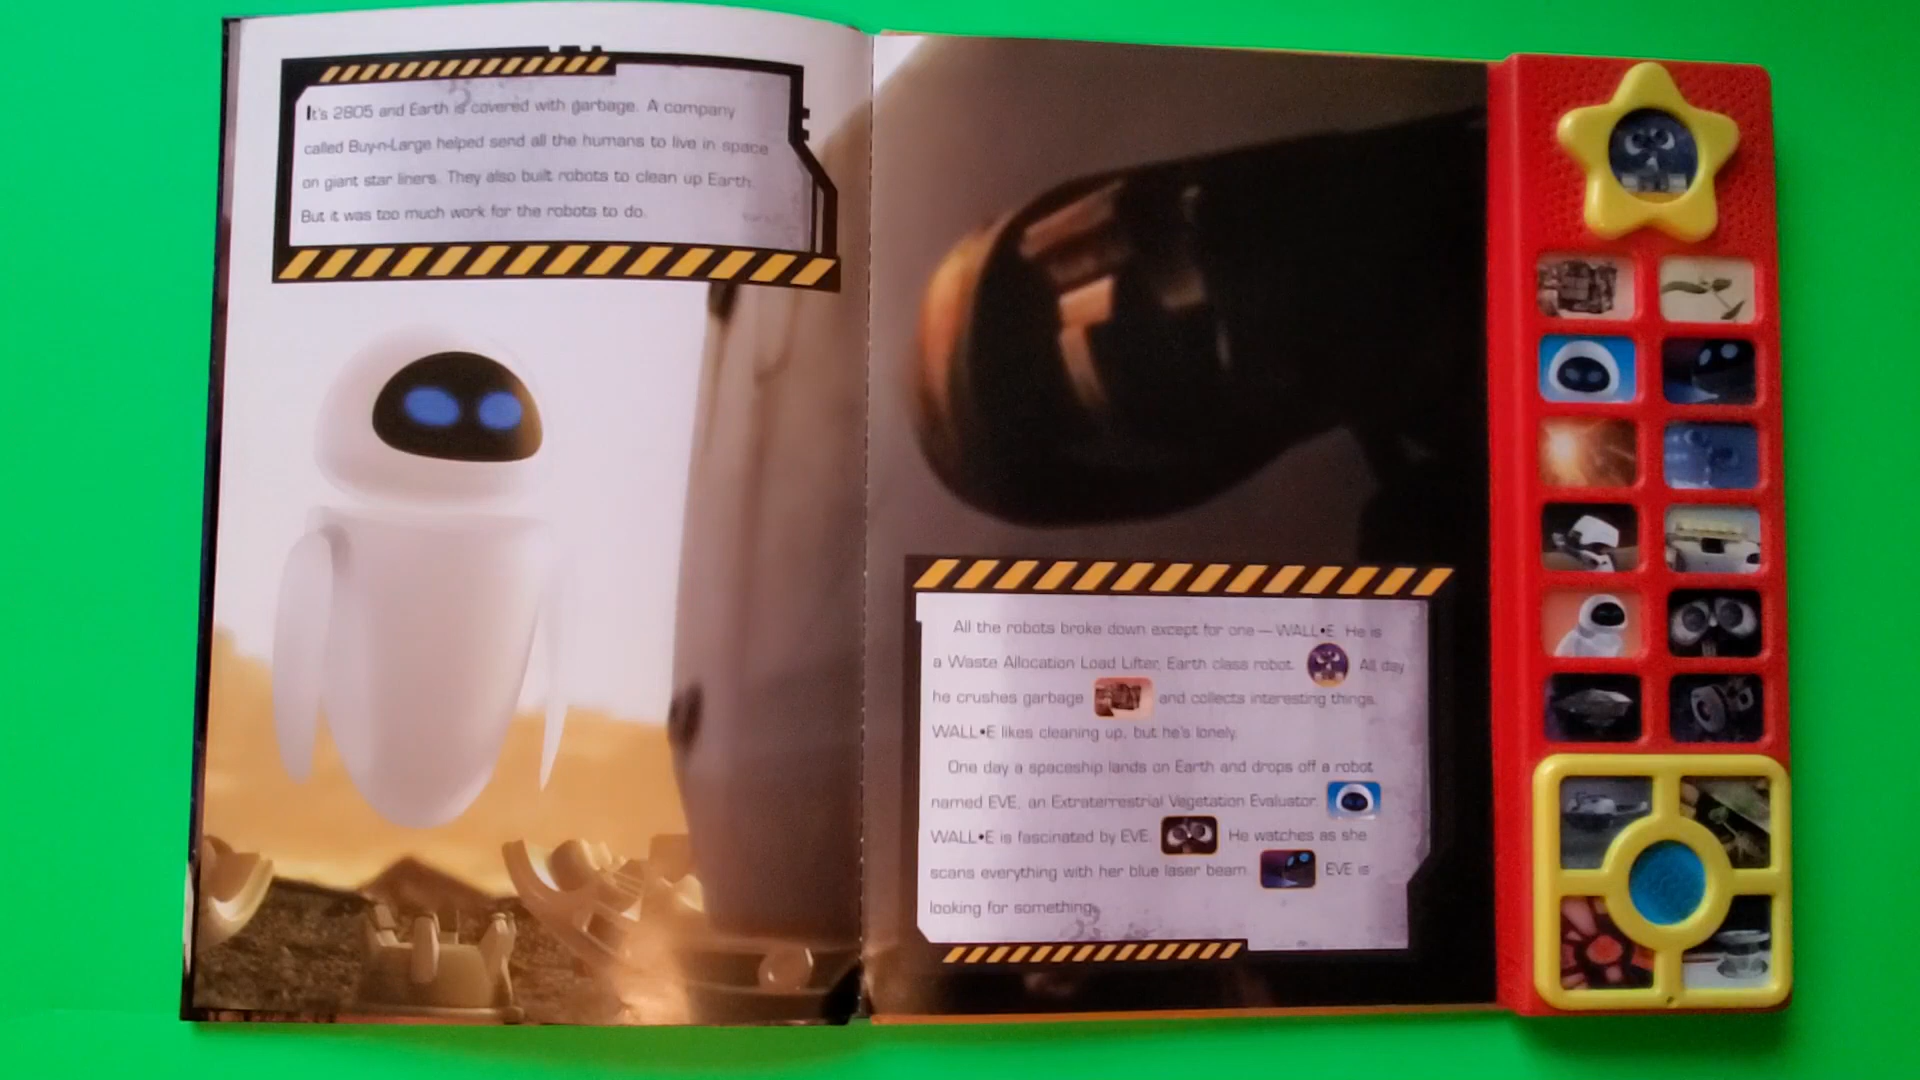 It's 2805 and Earth is covered with garbage. A company
called Buy-n-Large helped send all the humans to live in space
on giant star liners. They also built robots to clean up Earth.
But it was too much work for the robots to do.
All the robots broke down except for one — WALL•E. He is
a Waste Allocation Load Lifter, Earth class robot. All day
he crushes garbage and collects interesting things.
WALL•E likes cleaning up, but he's lonely.
One day a spaceship lands on Earth and drops off a robot
named EVE, an Extraterrestrial Vegetation Evaluator.
WALL•E is fascinated by EVE. He watches as she
scans everything with her blue laser beam. EVE is
looking for something.